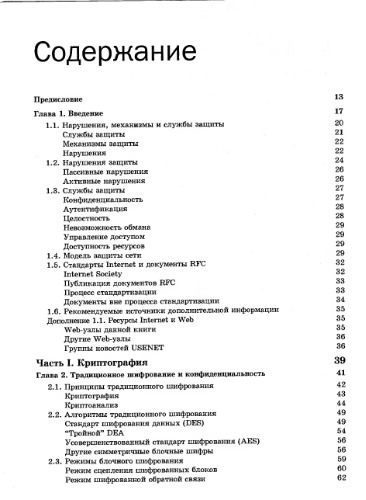 Содержание
Предисловие 13
Глава 1. Введение 17
1.1. Нарушения, механизмы и службы защиты 20
Службы защиты 21
Механизмы защиты 22
Нарушения 22
1.2. Нарушения защиты 24
Пассивные нарушения 26
Активные нарушения 26
1.3. Службы защиты 27
Конфиденциальность 27
Аутентификация 28
Целостность 28
Невозможность обмана 29
Управление доступом 29
Доступность ресурсов 29
1.4. Модель защиты сети 29
1.5. Стандарты Internet и документы RFC 32
Internet Society 32
Публикация документов RFC 33
Процесс стандартизации 33
Документы вне процесса стандартизации 34
1.6. Рекомендуемые источники дополнительной информации 35
Дополнение 1.1. Ресурсы Internet и Web 35
Web-узлы данной книги 35
Другие Web-узлы 36
Группы новостей USENET 36
Часть I. Криптография 39
Глава 2. Традиционное шифрование и конфиденциальность 41
2.1. Принципы традиционного шифрования 42
Криптография 43
Криптоанализ 44
2.2. Алгоритмы традиционного шифрования 49
Стандарт шифрования данных (DES) 49
"Тройной" DEA 54
Усовершенствованный стандарт шифрования (AES) 56
Другие симметричные блочные шифры 56
2.3. Режимы блочного шифрования 59
Режим сцепления шифрованных блоков 60
Режим шифрованной обратной связи 62